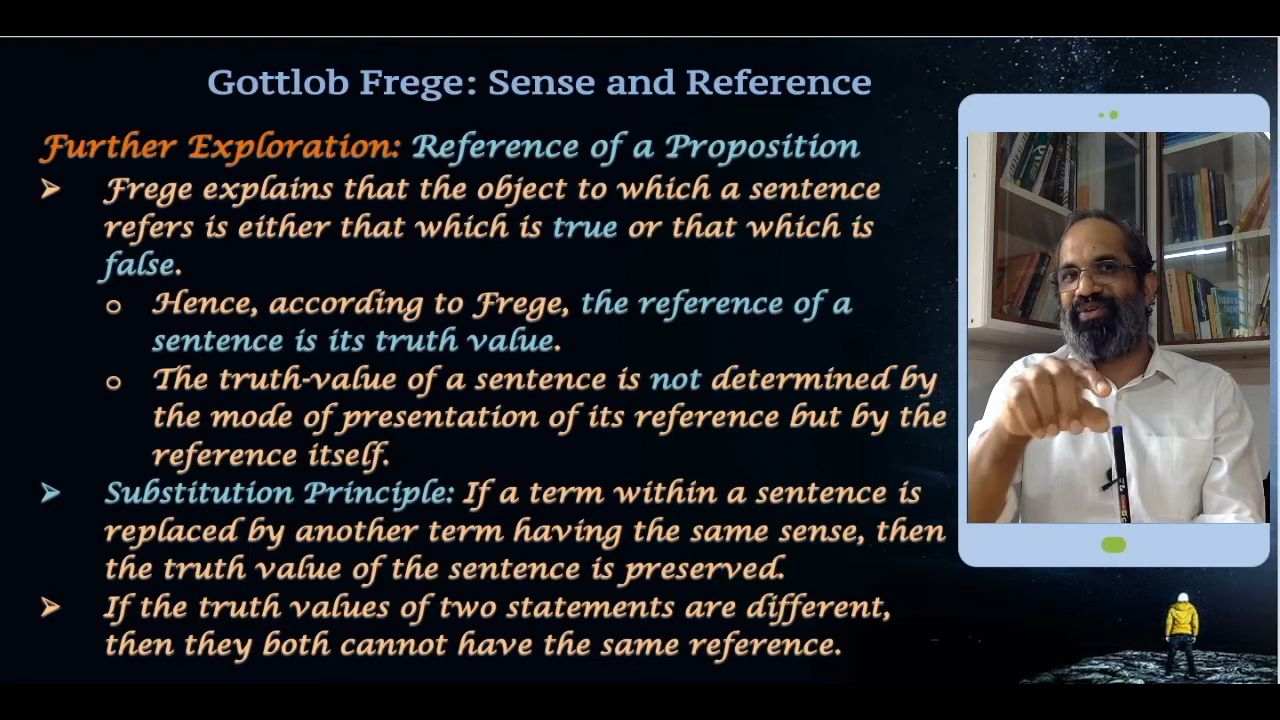 Gottlob Frege: Sense and Reference
Further Exploration: Reference of a Proposition
➤ Frege explains that the object to which a sentence
refers is either that which is true or that which is
false.
o Hence, according to Frege, the reference of a
sentence is its truth value.
o The truth-value of a sentence is not determined by
the mode of presentation of its reference but by the
reference itself.
➤ Substitution Principle: If a term within a sentence is
replaced by another term having the same sense, then
the truth value of the sentence is preserved.
➤ If the truth values of two statements are different,
then they both cannot have the same reference.